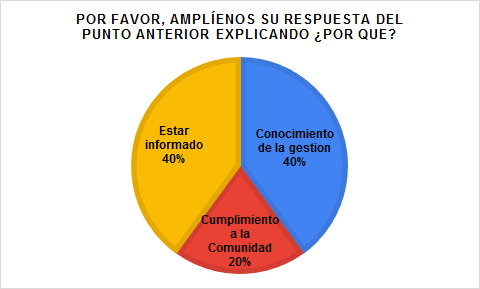 POR FAVOR, AMPLÍENOS SU RESPUESTA DEL
PUNTO ANTERIOR EXPLICANDO ¿POR QUE?
Estar
informado
40%
Conocimiento
de la gestion
40%
Cumplimiento
a la
Comunidad
20%